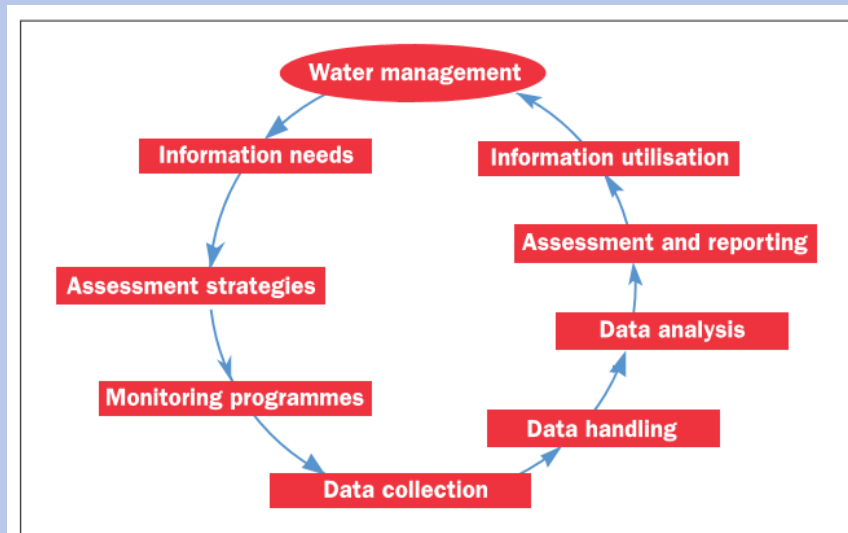 Water management
Information needs
Information utilisation
Assessment and reporting
Assessment strategies
Data analysis
Monitoring programmes
Data handling
Data collection